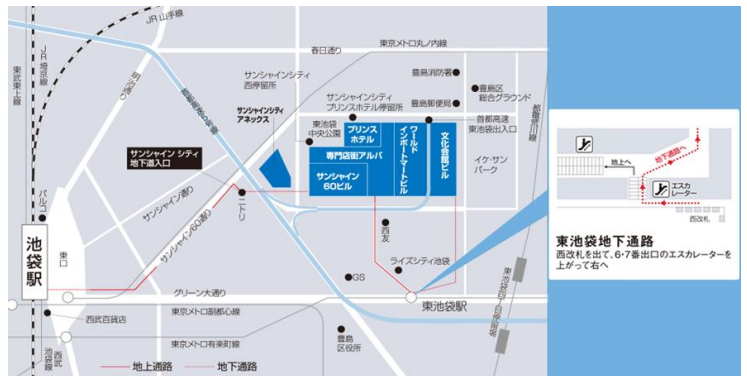 JR 山手線
JR 埼京線
東武東上線
明治通り
首都高速5号線
春日通り
東京メトロ丸ノ内線
都電荒川線
サンシャインシティ
西停留所
サンシャインシティ
アネックス
サンシャインシティ
プリンスホテル停留所
東池袋
中央公園
豊島消防署
豊島区
総合グラウンド
豊島郵便局
首都高速
東池袋出入口
イケ・サン
パーク
プリンス
ホテル
専門店街アルパ
サンシャイン
60ビル
ワールド
インポートマートビル
文化会館ビル
サンシャイン シティ
地下道入口
サンシャイン通り
サンシャイン60通り
ニトリ
パルコ
池袋駅
東口
西友
ライズシティ池袋
GS
グリーン大通り
東池袋駅
東京メトロ副都心線
西武百貨店
西武
池袋線
東京メトロ有楽町線
豊島
区役所
地上通路
地下通路
地下通路へ
地上へ
エスカ
レーター
西改札
西改札
東池袋地下通路
西改札を出て、6・7番出口のエスカレーターを
上がって右へ